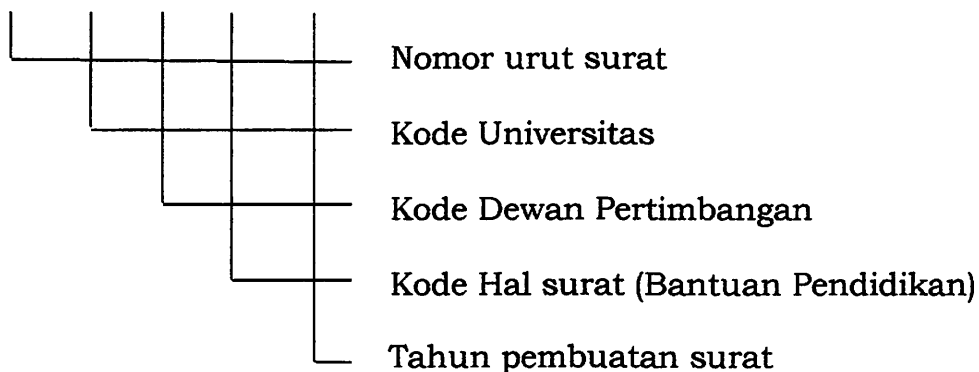 Nomor urut surat
Kode Universitas
Kode Dewan Pertimbangan
Kode Hal surat (Bantuan Pendidikan)
Tahun pembuatan surat